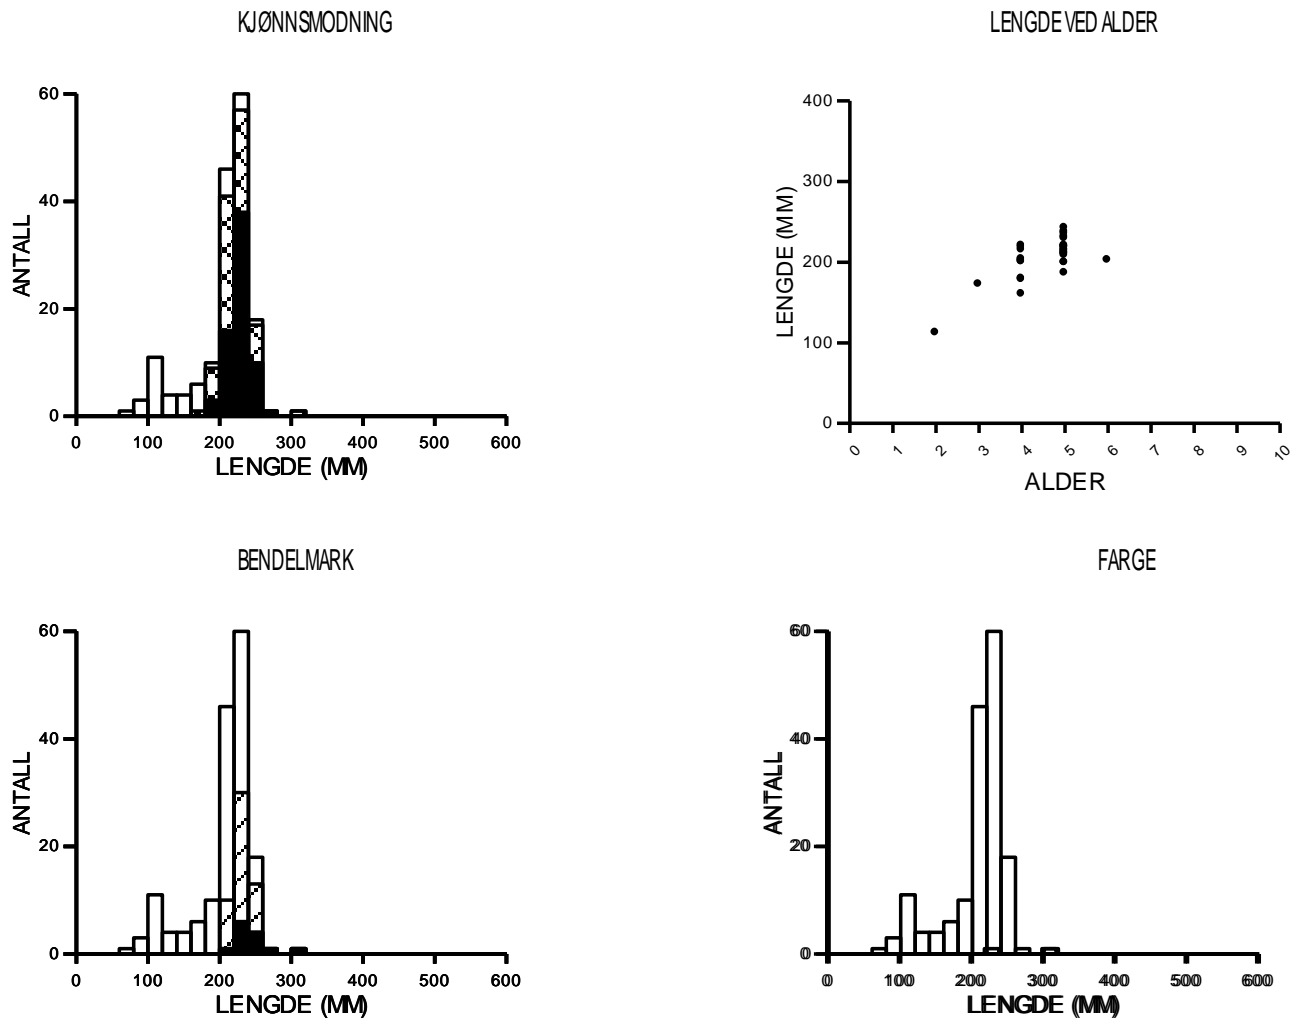 KJØNNSMODNING
60
40
20
0
ANTALL
0 100 200 300 400 500 600
LENGDE (MM)
LENGDE VED ALDER
400
300
200
100
0
LENGDE (MM)
0 1 2 3 4 5 6 7 8 9 10
ALDER
BENDELMARK
60
40
20
0
ANTALL
0 100 200 300 400 500 600
LENGDE (MM)
FARGE
60
40
20
0
ANTALL
0 100 200 300 400 500 600
LENGDE (MM)